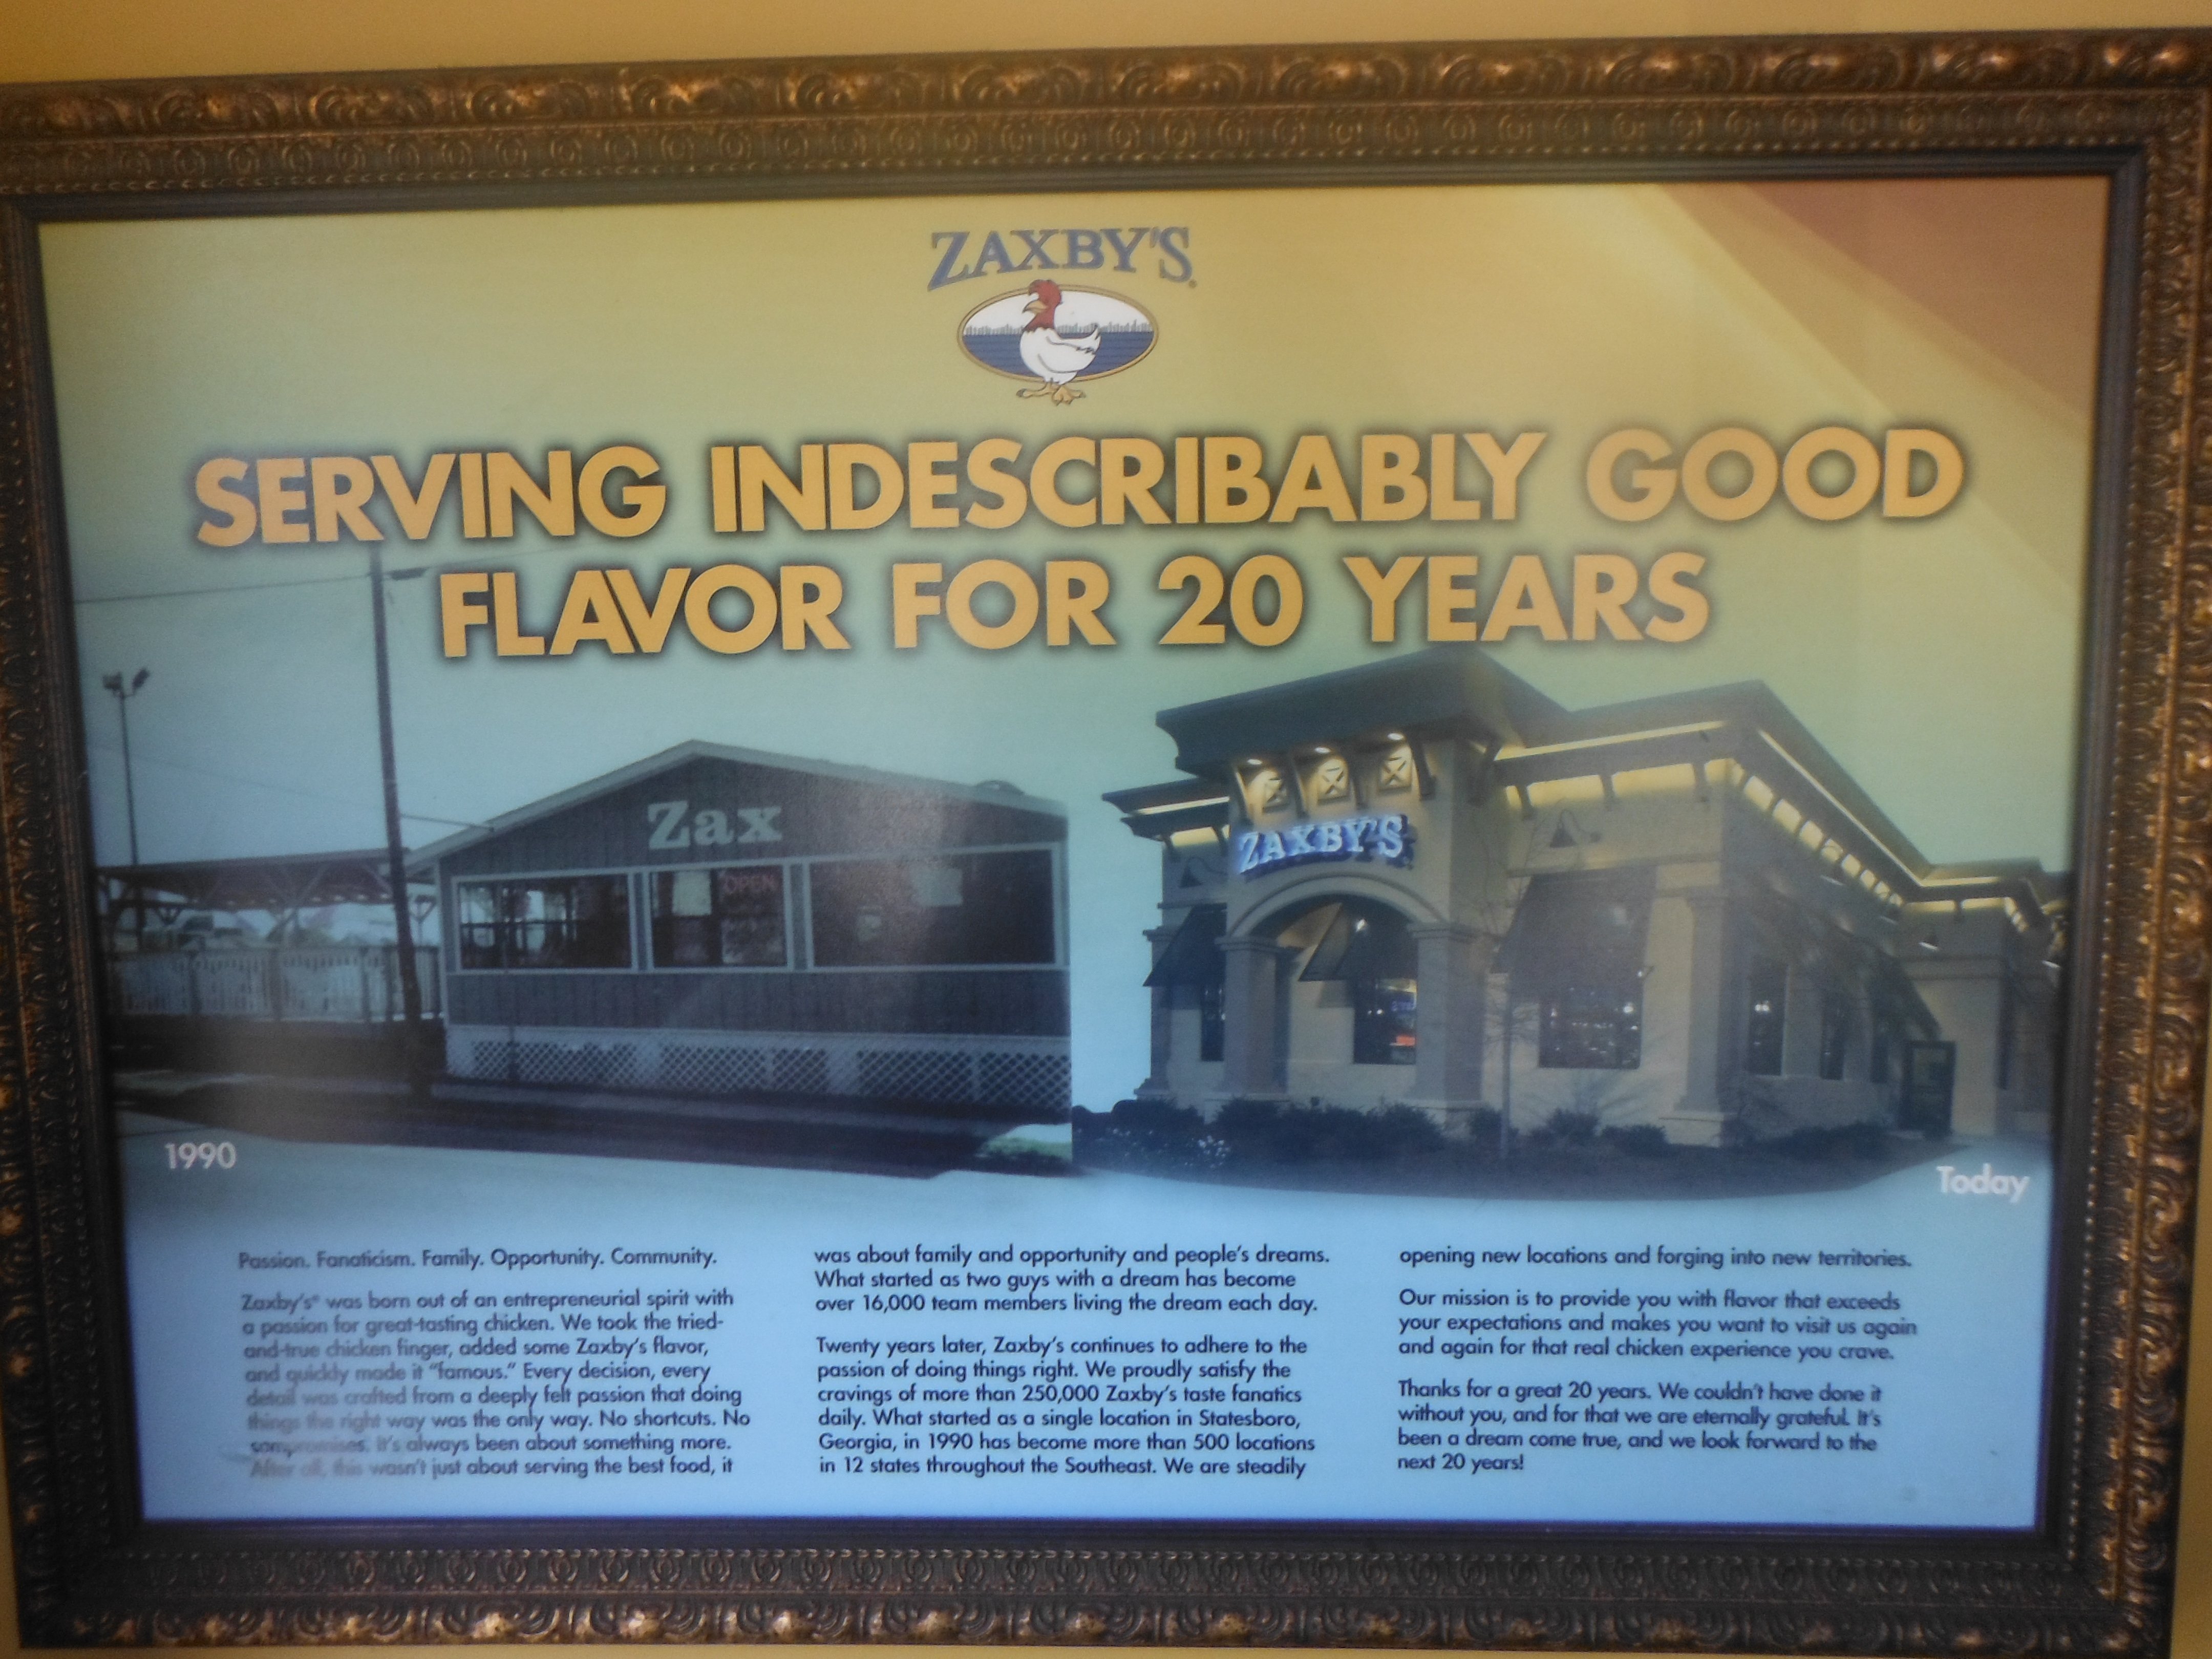 ZAXBY'S
SERVING INDESCRIBABLY GOOD
FLAVOR FOR 20 YEARS
Zax
OPEN
ZAXBY'S
1990
Today
Passion. Fanaticism. Family. Opportunity. Community.
Zaxby's® was born out of an entrepreneurial spirit with
a passion for great-tasting chicken. We took the tried-
and-true chicken finger, added some Zaxby's flavor,
and quickly made it "famous." Every decision, every
detail was crafted from a deeply felt passion that doing
things the right way was the only way. No shortcuts. No
compromises. It's always been about something more.
After all, this wasn't just about serving the best food, it
was about family and opportunity and people's dreams.
What started as two guys with a dream has become
over 16,000 team members living the dream each day.
Twenty years later, Zaxby's continues to adhere to the
passion of doing things right. We proudly satisfy the
cravings of more than 250,000 Zaxby's taste fanatics
daily. What started as a single location in Statesboro,
Georgia, in 1990 has become more than 500 locations
in 12 states throughout the Southeast. We are steadily
opening new locations and forging into new territories.
Our mission is to provide you with flavor that exceeds
your expectations and makes you want to visit us again
and again for that real chicken experience you crave.
Thanks for a great 20 years. We couldn't have done it
without you, and for that we are eternally grateful. It's
been a dream come true, and we look forward to the
next 20 years!